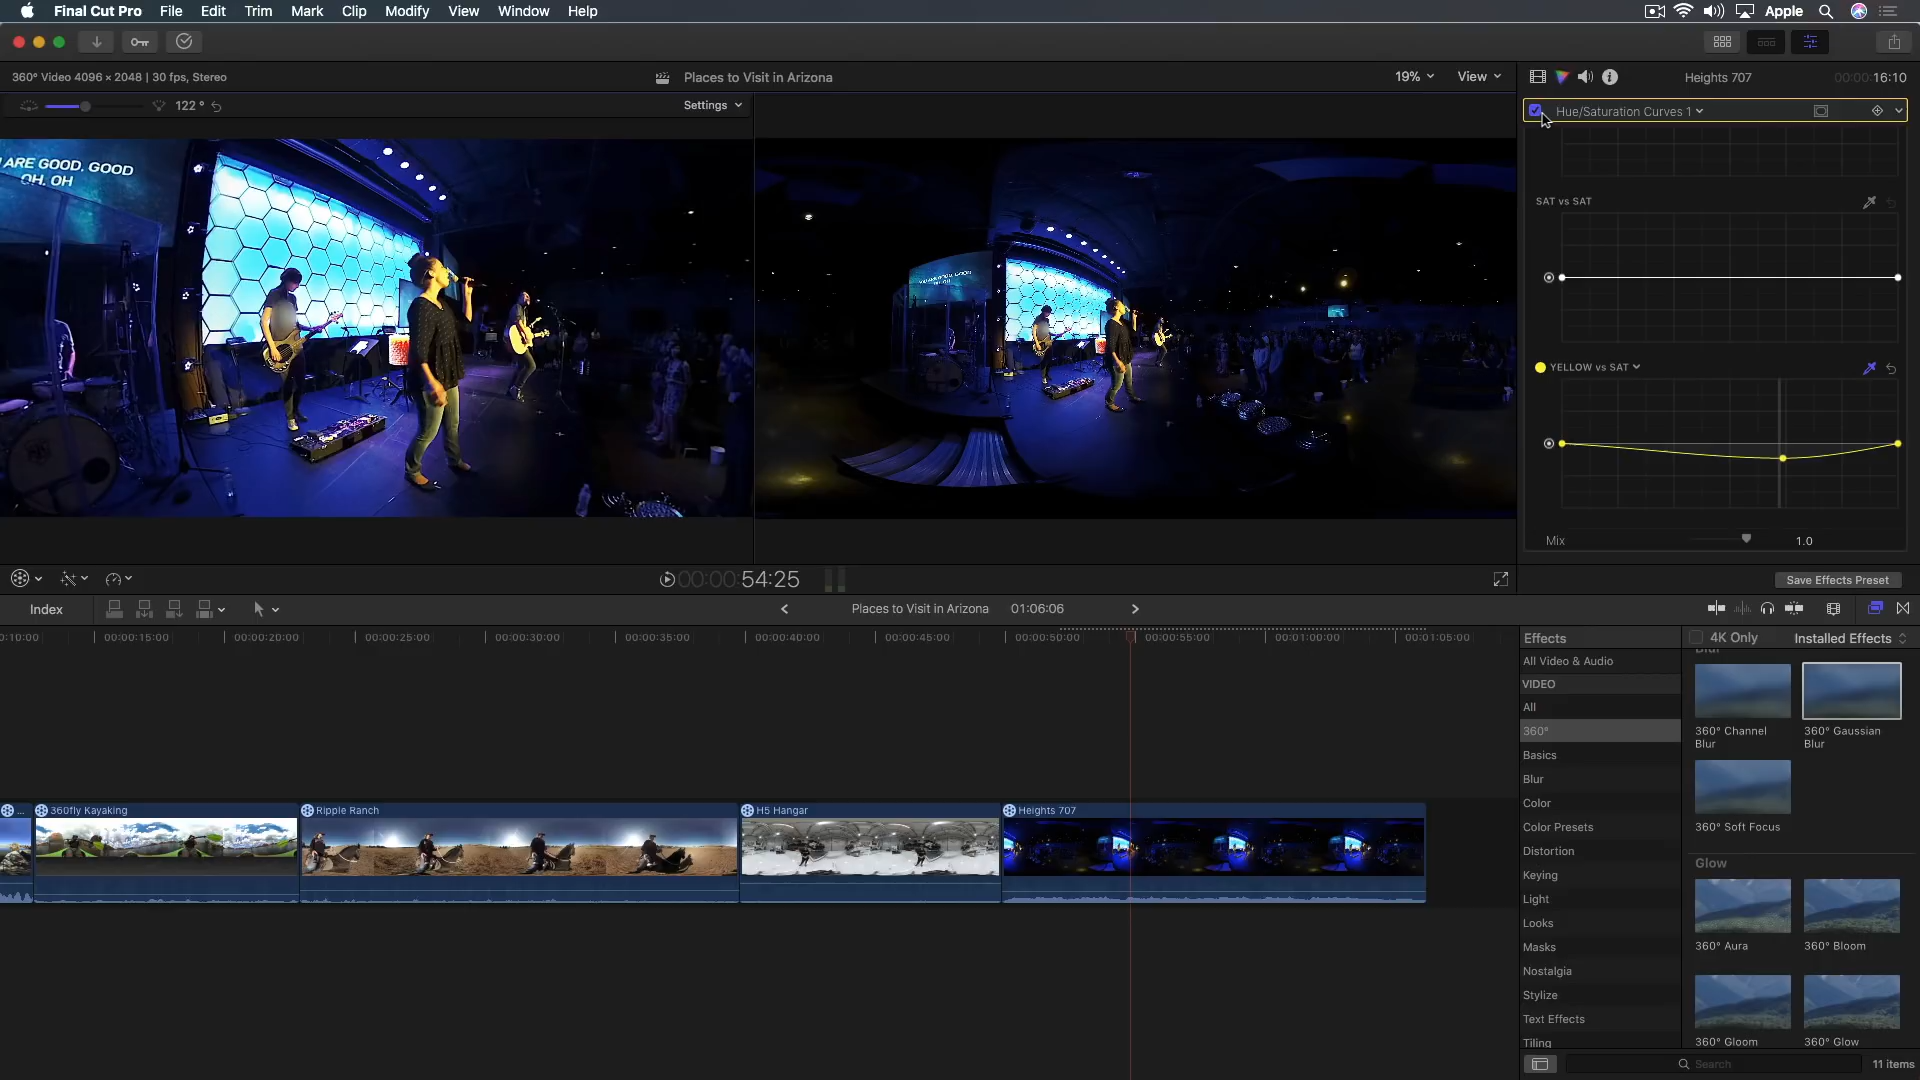 Final Cut Pro File Edit Trim Mark Clip Modify View Window Help Apple
360° Video 4096 × 2048 | 30 fps, Stereo Places to Visit in Arizona 19% View Heights 707 00:00:16:10
122 ° Settings Hue/Saturation Curves 1
ARE GOOD, GOOD
OH, OH
SAT vs SAT
YELLOW vs SAT
Mix 1.0
00:00:54:25 Save Effects Preset
Index Places to Visit in Arizona 01:06:06
0:10:00 00:00:15:00 00:00:20:00 00:00:25:00 00:00:30:00 00:00:35:00 00:00:40:00 00:00:45:00 00:00:50:00 00:00:55:00 00:01:00:00 00:01:05:00
Effects 4K Only Installed Effects
Blur
All Video & Audio
VIDEO
All
360°
Basics
Blur
Color
Color Presets
Distortion
Keying
Light
Looks
Masks
Nostalgia
Stylize
Text Effects
Tiling
360° Channel
Blur
360° Gaussian
Blur
360° Soft Focus
Glow
360° Aura 360° Bloom
360° Gloom 360° Glow
... 360fly Kayaking Ripple Ranch H5 Hangar Heights 707
Search 11 items